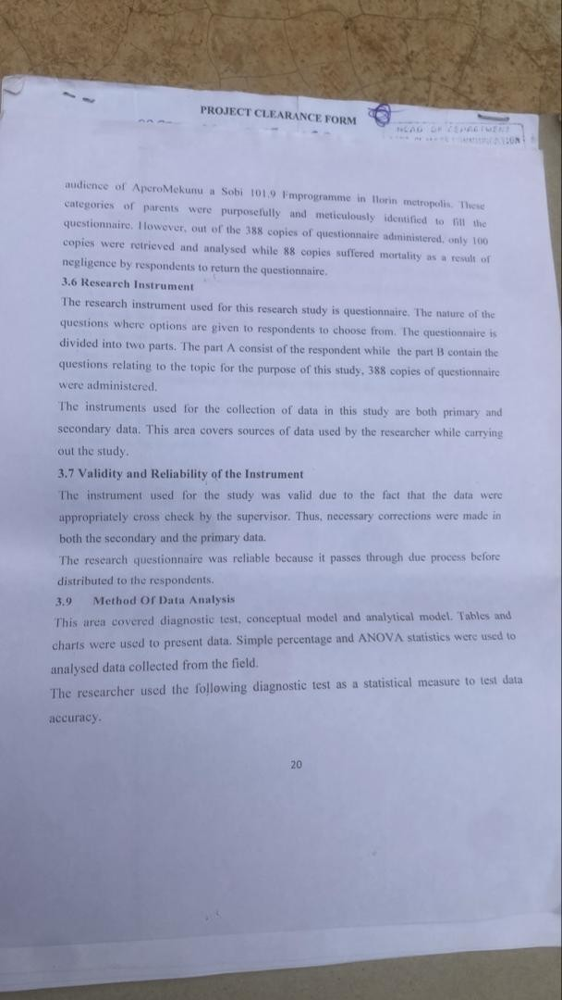 PROJECT CLEARANCE FORM
HEAD OF DEPARTMENT
audience of AperoMekunu a Sobi 101.9 Fmprogramme in Ilorin metropolis. These
categories of parents were purposefully and meticulously identified to fill the
questionnaire. However, out of the 388 copies of questionnaire administered, only 100
copies were retrieved and analysed while 88 copies suffered mortality as a result of
negligence by respondents to return the questionnaire.
3.6 Research Instrument
The research instrument used for this research study is questionnaire. The nature of the
questions where options are given to respondents to choose from. The questionnaire is
divided into two parts. The part A consist of the respondent while the part B contain the
questions relating to the topic for the purpose of this study, 388 copies of questionnaire
were administered.
The instruments used for the collection of data in this study are both primary and
secondary data. This area covers sources of data used by the researcher while carrying
out the study.
3.7 Validity and Reliability of the Instrument
The instrument used for the study was valid due to the fact that the data were
appropriately cross check by the supervisor. Thus, necessary corrections were made in
both the secondary and the primary data.
The research questionnaire was reliable because it passes through due process before
distributed to the respondents.
3.9 Method Of Data Analysis
This area covered diagnostic test, conceptual model and analytical model. Tables and
charts were used to present data. Simple percentage and ANOVA statistics were used to
analysed data collected from the field.
The researcher used the following diagnostic test as a statistical measure to test data
accuracy.
20